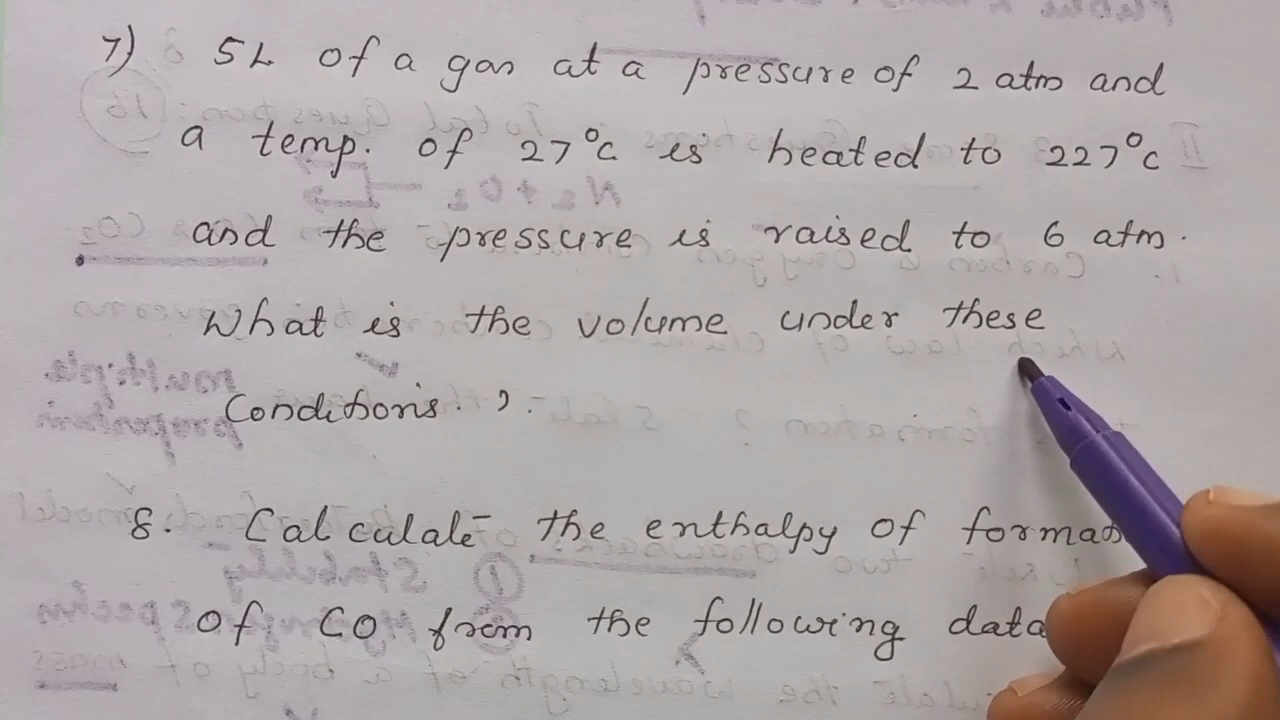 7) 5L of a gas at a pressure of 2 atm and
a temp. of 27°c is heated to 227°c
and the pressure is raised to 6 atm.
What is the volume under these
Conditions. ?.
8. Calculate the enthalpy of
of CO from the following data